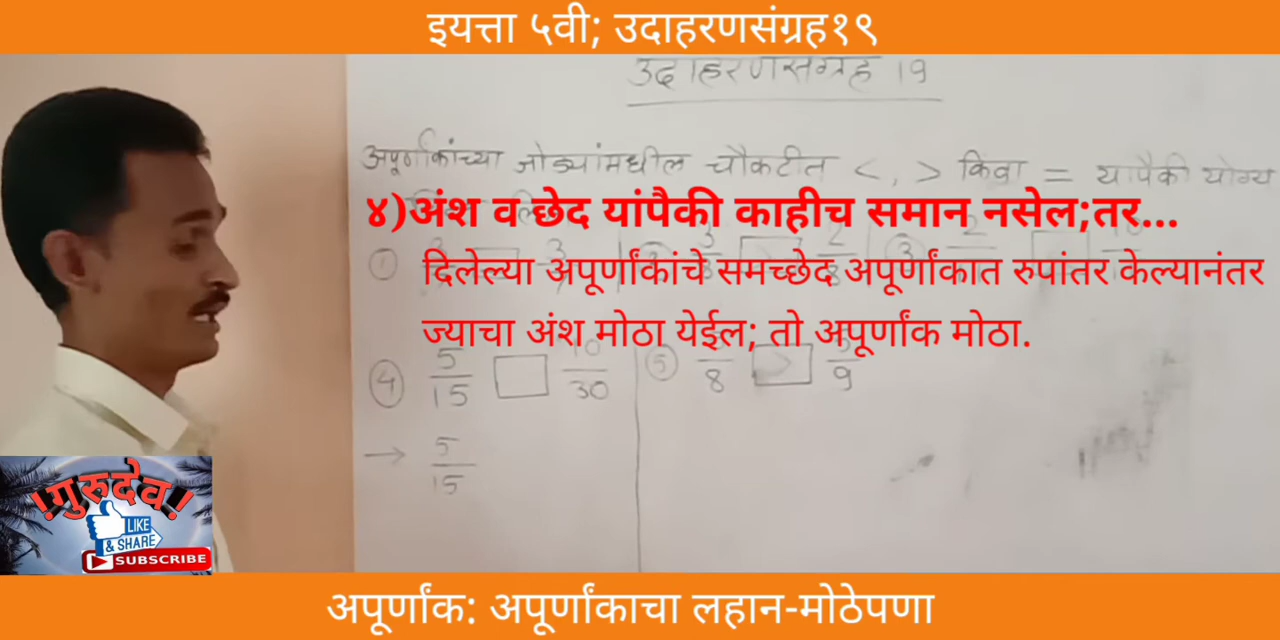 इयत्ता ५वी; उदाहरणसंग्रह१९
उदाहरणसंग्रह 19
अपूर्णांकांच्या जोड्यांमधील चौकटीत <, > किंवा = यापैकी योग्य
४)अंश व छेद यांपैकी काहीच समान नसेल;तर...
दिलेल्या अपूर्णांकांचे समच्छेद अपूर्णांकात रुपांतर केल्यानंतर
ज्याचा अंश मोठा येईल; तो अपूर्णांक मोठा.
④ 5/15 □ 10/30 ⑤ /8 > /9
→ 5/15
!गुरुदेव!
LIKE
& SHARE
SUBSCRIBE
अपूर्णांक: अपूर्णांकाचा लहान-मोठेपणा